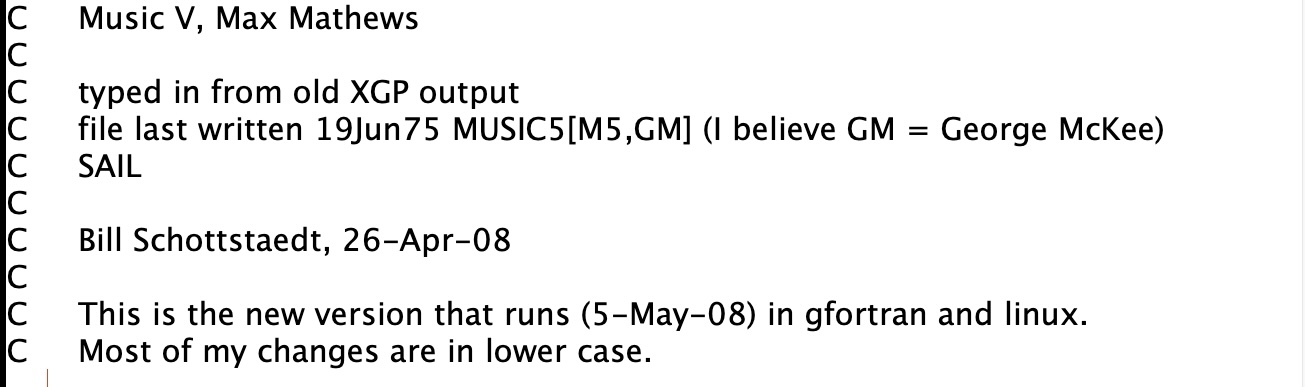 C Music V, Max Mathews
C
C typed in from old XGP output
C file last written 19Jun75 MUSIC5[M5,GM] (I believe GM = George McKee)
C SAIL
C
C Bill Schottstaedt, 26-Apr-08
C
C This is the new version that runs (5-May-08) in gfortran and linux.
C Most of my changes are in lower case.